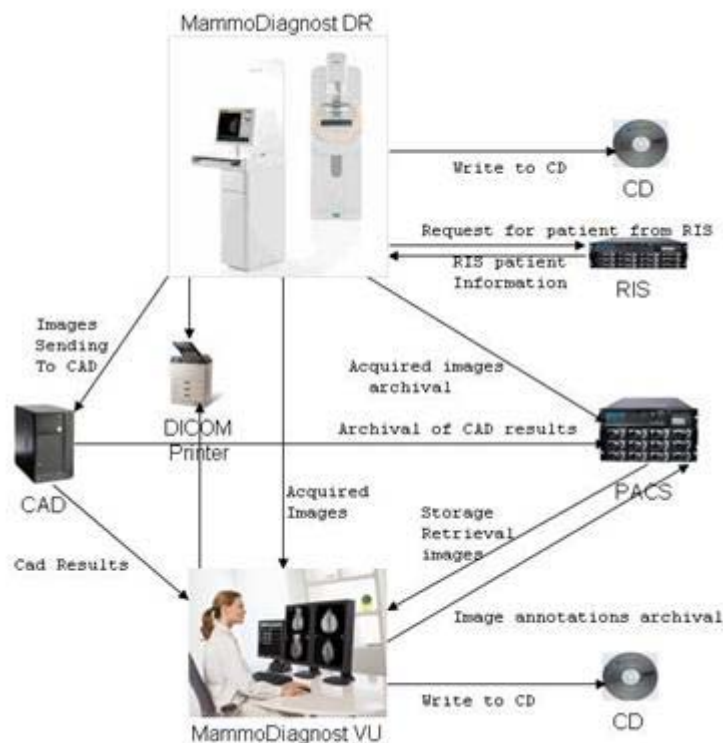 MammoDiagnost DR
Write to CD
CD
Request for patient from RIS
RIS patient
Information
RIS
Images
Sending
To CAD
DICOM
Printer
Acquired images
archival
Archival of CAD results
CAD
PACS
Acquired
Images
Storage
Retrieval
images
Cad Results
Image annotations archival
Write to CD
CD
MammoDiagnost VU